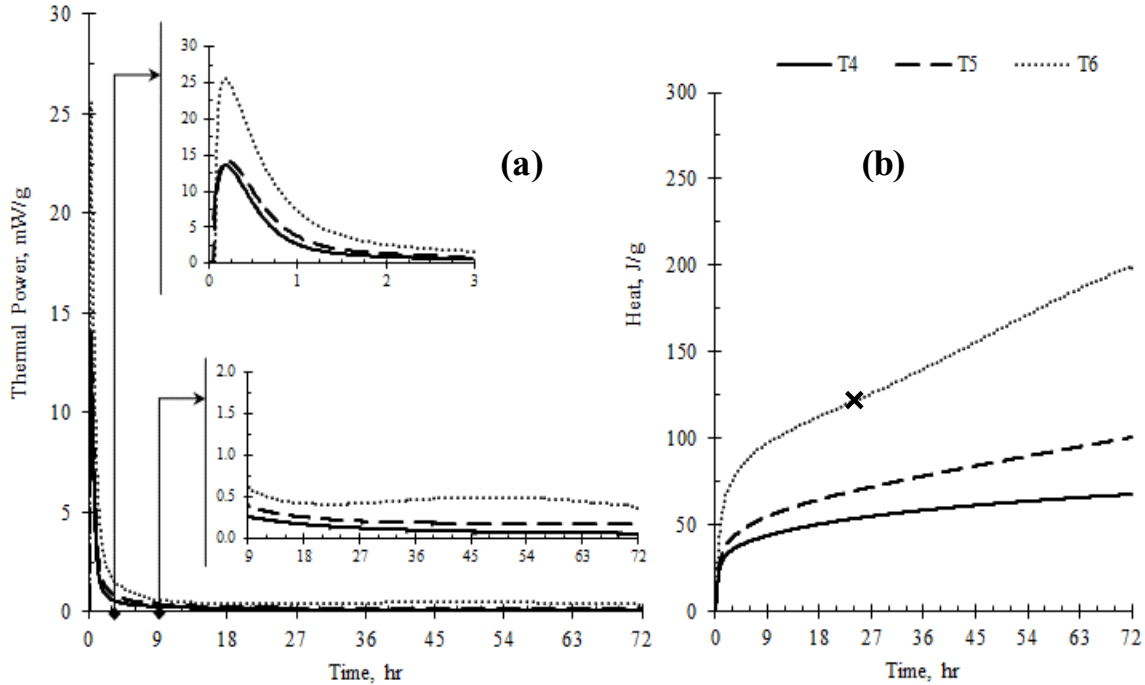 30
25
20
15
10
5
0
Thermal Power, mW/g
0 9 18 27 36 45 54 63 72
Time, hr
30
25
20
15
10
5
0
0 1 2 3
(a)
2.0
1.5
1.0
0.5
0.0
9 18 27 36 45 54 63 72
T4 T5 T6
300
250
200
150
100
50
0
Heat, J/g
(b)
0 9 18 27 36 45 54 63 72
Time, hr